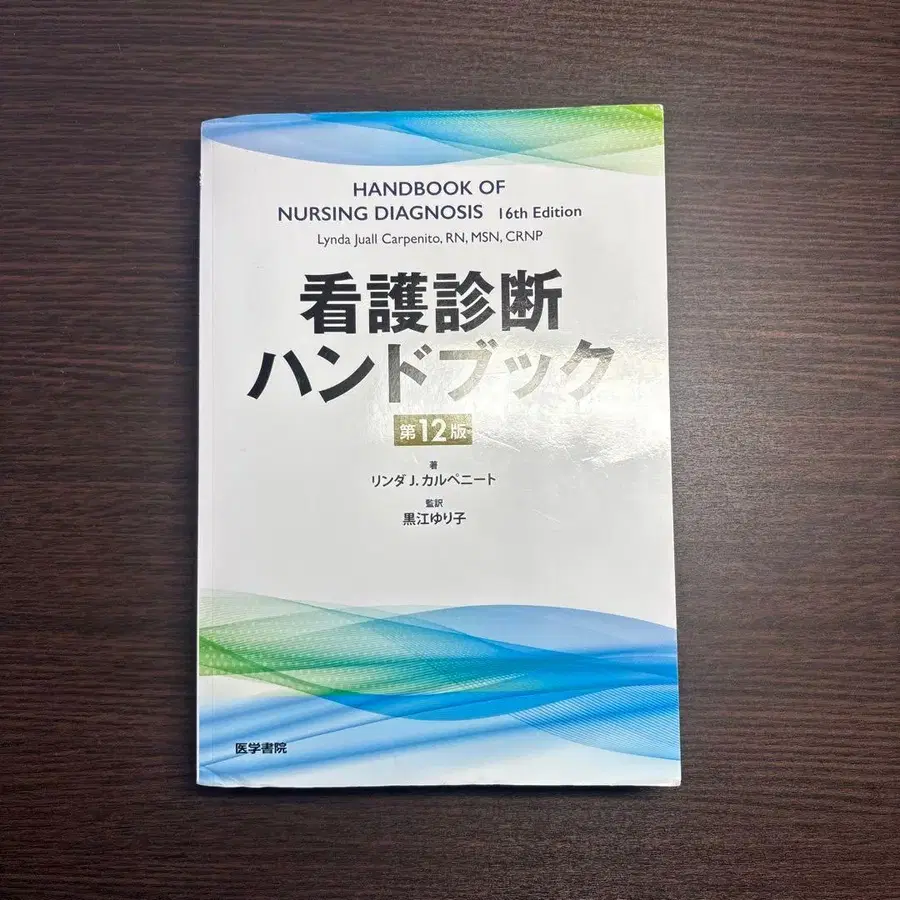 HANDBOOK OF
NURSING DIAGNOSIS 16th Edition
Lynda Juall Carpenito, RN, MSN, CRNP
看護診断
ハンドブック
第12版
著
リンダ J. カルペニート
監訳
黒江ゆり子
医学書院